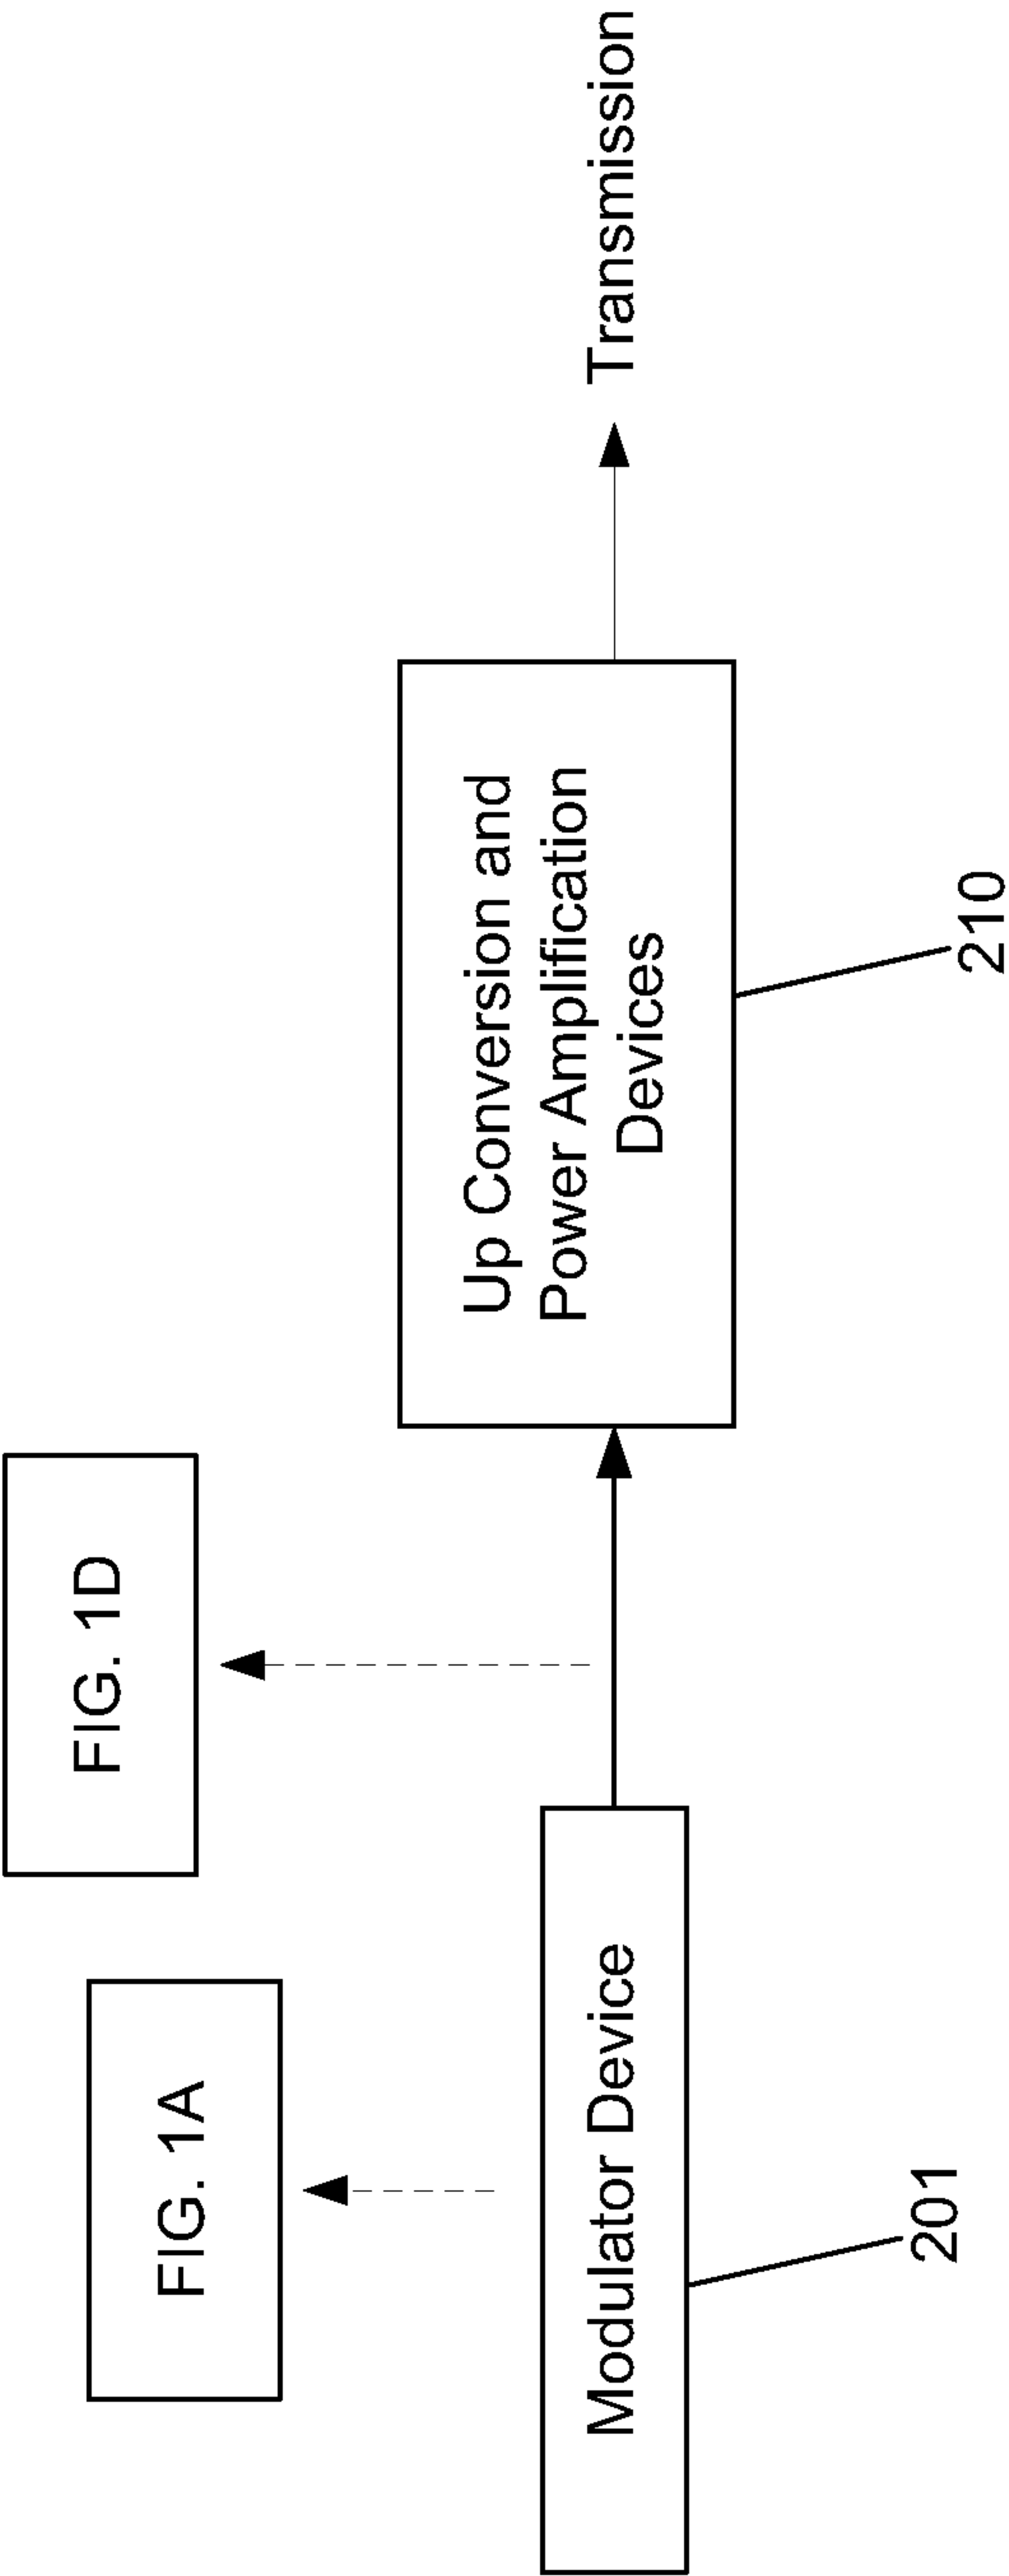 FIG. 1A
FIG. 1D
Modulator Device
201
Up Conversion and
Power Amplification
Devices
210
Transmission